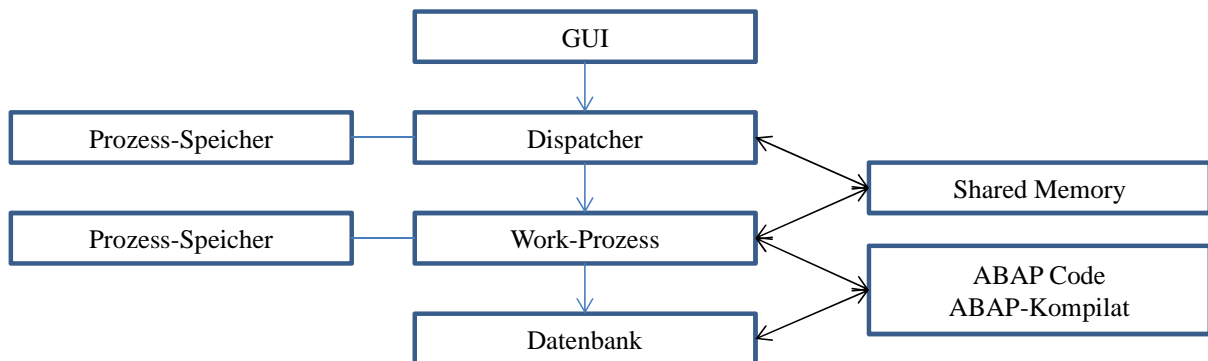 GUI
Prozess-Speicher
Dispatcher
Shared Memory
Prozess-Speicher
Work-Prozess
ABAP Code
ABAP-Kompilat
Datenbank